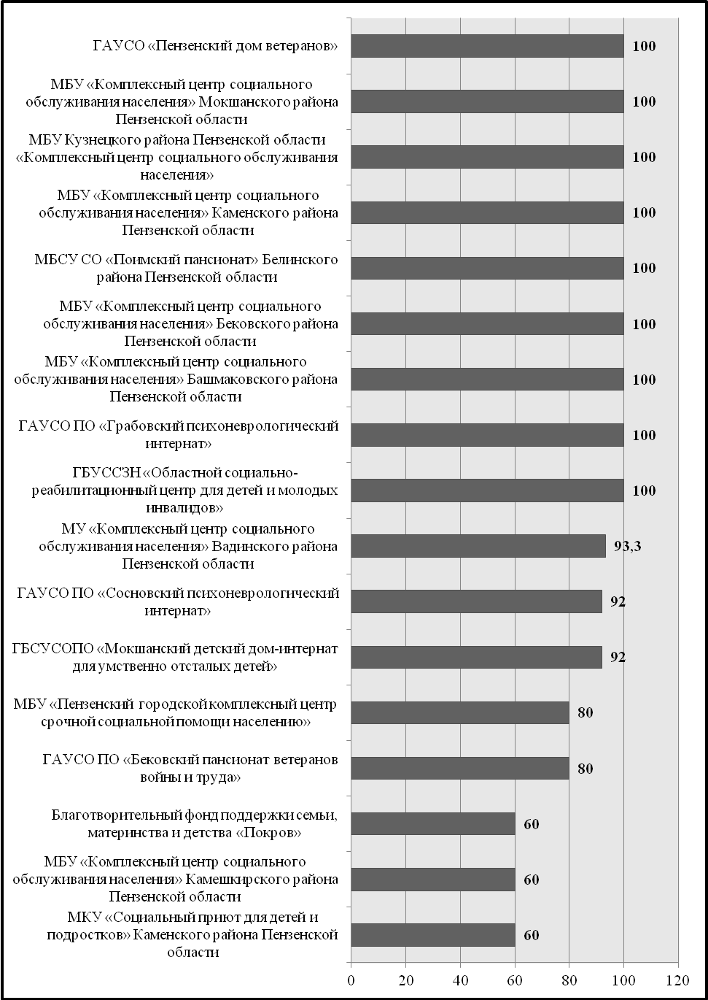 ГАУСО «Пензенский дом ветеранов»
100
МБУ «Комплексный центр социального
обслуживания населения» Мокшанского района
Пензенской области
100
МБУ Кузнецкого района Пензенской области
«Комплексный центр социального обслуживания
населения»
100
МБУ «Комплексный центр социального
обслуживания населения» Каменского района
Пензенской области
100
МБСУ СО «Поимский пансионат» Белинского
района Пензенской области
100
МБУ «Комплексный центр социального
обслуживания населения» Бековского района
Пензенской области
100
МБУ «Комплексный центр социального
обслуживания населения» Башмаковского района
Пензенской области
100
ГАУСО ПО «Грабовский психоневрологический
интернат»
100
ГБУССЗН «Областной социально-
реабилитационный центр для детей и молодых
инвалидов»
100
МУ «Комплексный центр социального
обслуживания населения» Вадинского района
Пензенской области
93,3
ГАУСО ПО «Сосновский психоневрологический
интернат»
92
ГБСУСОПО «Мокшанский детский дом-интернат
для умственно отсталых детей»
92
МБУ «Пензенский городской комплексный центр
срочной социальной помощи населению»
80
ГАУСО ПО «Бековский пансионат ветеранов
войны и труда»
80
Благотворительный фонд поддержки семьи,
материнства и детства «Покров»
60
МБУ «Комплексный центр социального
обслуживания населения» Камешкирского района
Пензенской области
60
МКУ «Социальный приют для детей и
подростков» Каменского района Пензенской
области
60
0 20 40 60 80 100 120